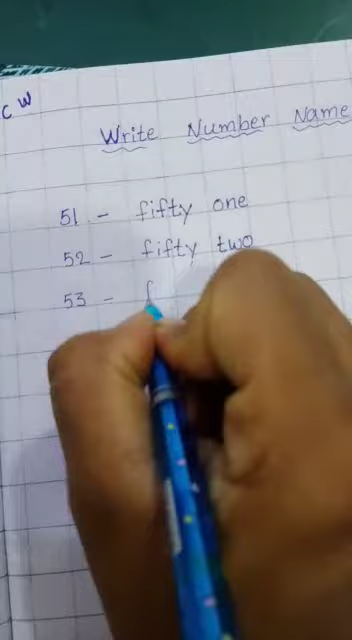 C W
Write Number Name
51 - fifty one
52 - fifty two
53 - f